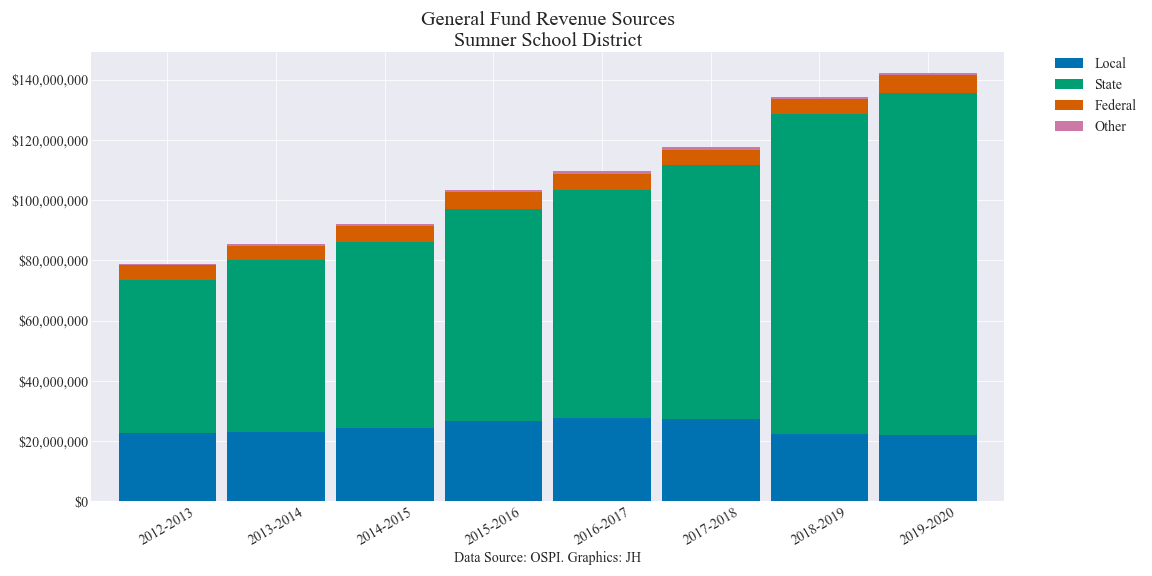 General Fund Revenue Sources
Sumner School District
Local
State
Federal
Other
$140,000,000
$120,000,000
$100,000,000
$80,000,000
$60,000,000
$40,000,000
$20,000,000
$0
2012-2013
2013-2014
2014-2015
2015-2016
2016-2017
2017-2018
2018-2019
2019-2020
Data Source: OSPI. Graphics: JH